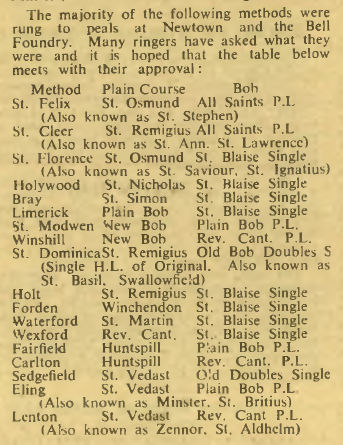 The majority of the following methods were
rung to peals at Newtown and the Bell
Foundry. Many ringers have asked what they
were and it is hoped that the table below
meets with their approval:
Method Plain Course Bob
St. Felix St. Osmund All Saints P.L
(Also known as St. Stephen)
St. Cleer St. Remigius All Saints P.L
(Also known as St. Ann, St. Lawrence)
St. Florence St. Osmund St. Blaise Single
(Also known as St. Saviour, St. Ignatius)
Holywood St. Nicholas St. Blaise Single
Bray St. Simon St. Blaise Single
Limerick Plain Bob St. Blaise Single
St. Modwen New Bob Plain Bob P.L.
Winshill New Bob Rev. Cant. P.L.
St. Dominica St. Remigius Old Bob Doubles S
(Single H.L. of Original. Also known as
St. Basil, Swallowfield)
Holt St. Remigius St. Blaise Single
Forden Winchendon St. Blaise Single
Waterford St. Martin St. Blaise Single
Wexford Rev. Cant. St. Blaise Single
Fairfield Huntspill Plain Bob P.L.
Carlton Huntspill Rev. Cant. P.L.
Sedgefield St. Vedast Old Doubles Single
Eling St. Vedast Plain Bob P.L
(Also known as Minster, St. Britius)
Lenton St. Vedast Rev. Cant P.L.
(Also known as Zennor, St. Aldhelm)